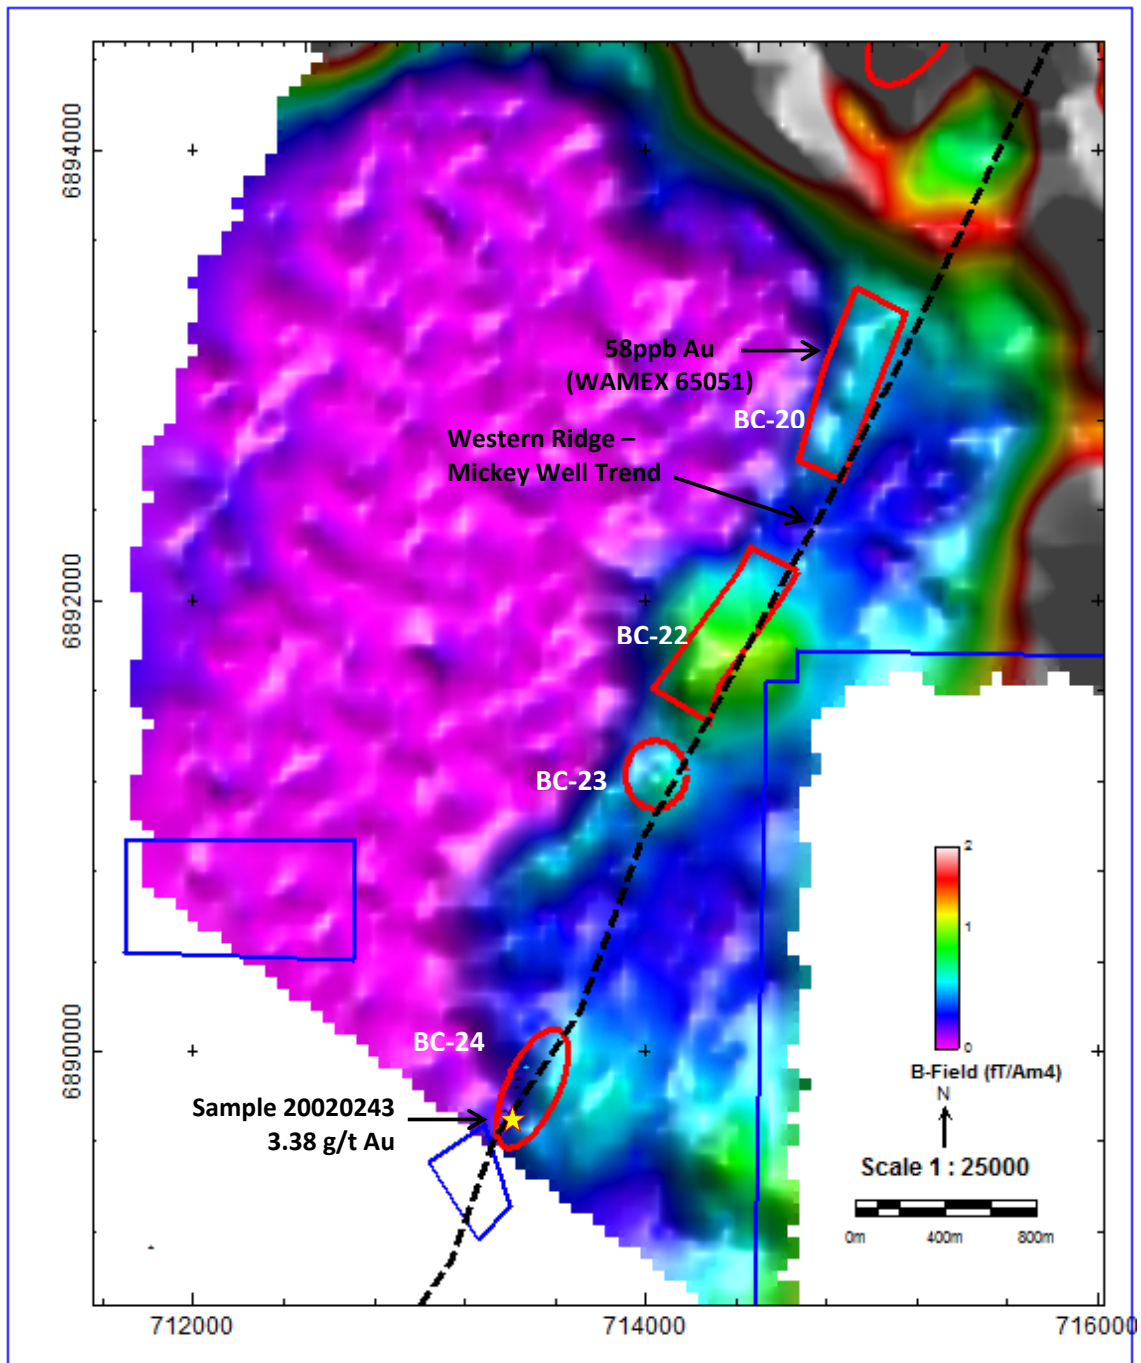 6894000
58ppb Au
(WAMEX 65051)
BC-20
Western Ridge –
Mickey Well Trend
6892000
BC-22
BC-23
2
1
0
B-Field (fT/Am4)
N
Scale 1 : 25000
0m 400m 800m
6890000
BC-24
Sample 20020243
3.38 g/t Au
712000 714000 716000